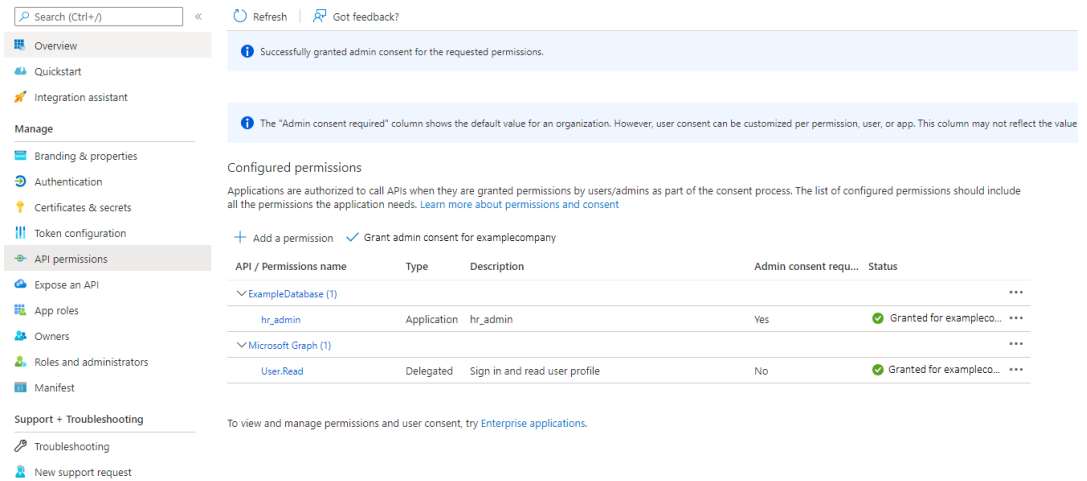 Search (Ctrl+/)
«
Refresh
Got feedback?
Overview
Quickstart
Integration assistant
Manage
Branding & properties
Authentication
Certificates & secrets
Token configuration
API permissions
Expose an API
App roles
Owners
Roles and administrators
Manifest
Support + Troubleshooting
Troubleshooting
New support request
Successfully granted admin consent for the requested permissions.
The "Admin consent required" column shows the default value for an organization. However, user consent can be customized per permission, user, or app. This column may not reflect the value
Configured permissions
Applications are authorized to call APIs when they are granted permissions by users/admins as part of the consent process. The list of configured permissions should include
all the permissions the application needs. Learn more about permissions and consent
Add a permission Grant admin consent for examplecompany
API / Permissions name Type Description Admin consent requ... Status
ExampleDatabase (1)
hr_admin Application hr_admin Yes Granted for exampleco...
Microsoft Graph (1)
User.Read Delegated Sign in and read user profile No Granted for exampleco...
To view and manage permissions and user consent, try Enterprise applications.